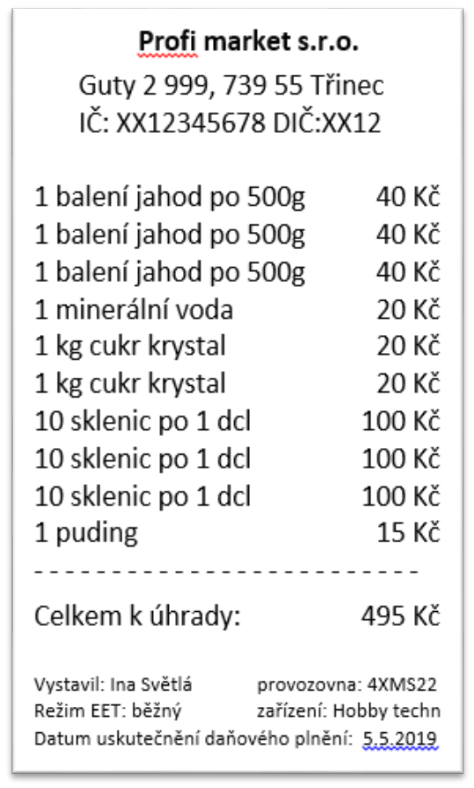 Profi market s.r.o.
Guty 2 999, 739 55 Třinec
IČ: XX12345678 DIČ:XX12
1 balení jahod po 500g 40 Kč
1 balení jahod po 500g 40 Kč
1 balení jahod po 500g 40 Kč
1 minerální voda 20 Kč
1 kg cukr krystal 20 Kč
1 kg cukr krystal 20 Kč
10 sklenic po 1 dcl 100 Kč
10 sklenic po 1 dcl 100 Kč
10 sklenic po 1 dcl 100 Kč
1 puding 15 Kč
- - - - - - - - - - - - - - - - - - - - - - - - -
Celkem k úhrady: 495 Kč
Vystavil: Ina Světlá provozovna: 4XMS22
Režim EET: běžný zařízení: Hobby techn
Datum uskutečnění daňového plnění: 5.5.2019